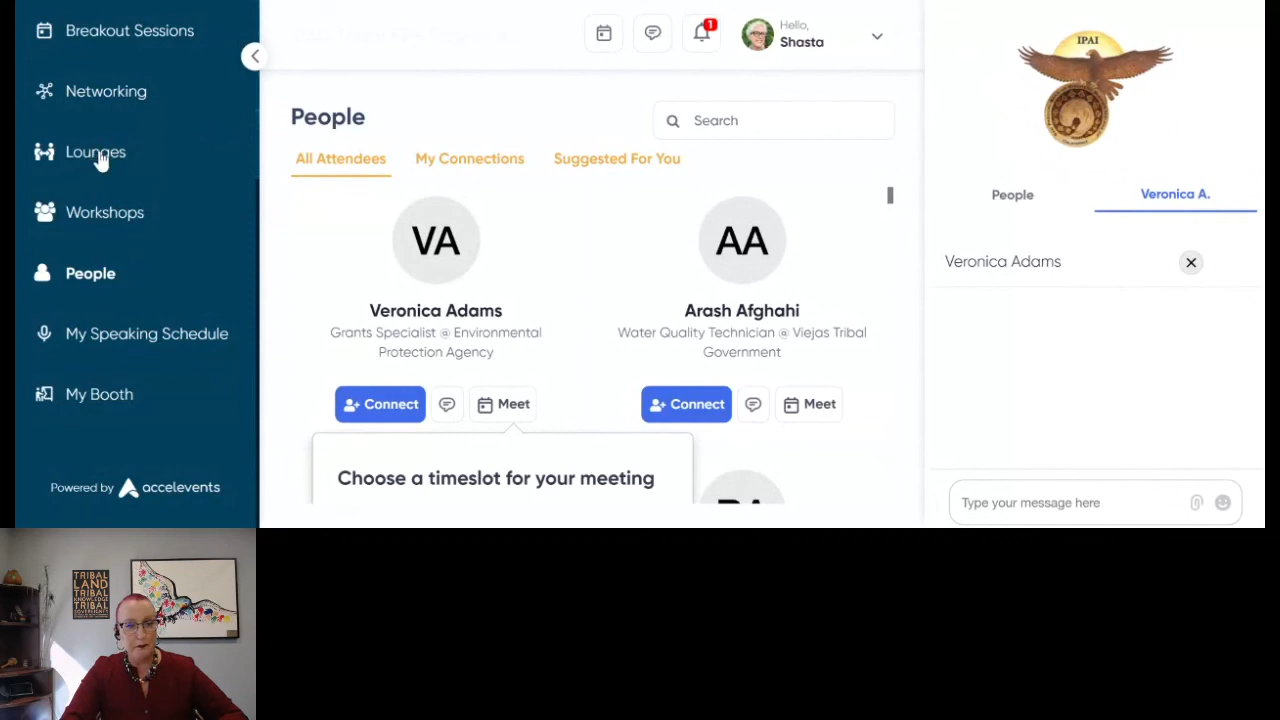 Breakout Sessions
Networking
Lounges
Workshops
People
My Speaking Schedule
My Booth
Powered by accelevents
1
Hello,
Shasta
People
Search
All Attendees My Connections Suggested For You
VA
Veronica Adams
Grants Specialist @ Environmental
Protection Agency
Connect Meet
AA
Arash Afghahi
Water Quality Technician @ Viejas Tribal
Government
Connect Meet
Choose a timeslot for your meeting
IPAI
People Veronica A.
Veronica Adams
Type your message here
TRIBAL
LAND
TRIBAL
KNOWLEDGE
TRIBAL
SOVEREIGNTY